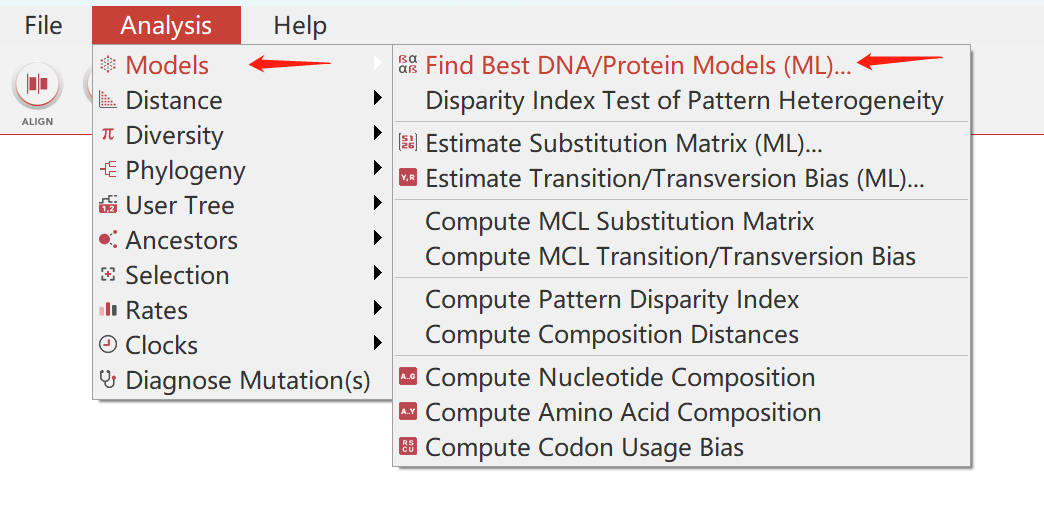 File Analysis Help
ALIGN
Models
Distance
Diversity
Phylogeny
User Tree
Ancestors
Selection
Rates
Clocks
Diagnose Mutation(s)
Find Best DNA/Protein Models (ML)...
Disparity Index Test of Pattern Heterogeneity
Estimate Substitution Matrix (ML)...
Estimate Transition/Transversion Bias (ML)...
Compute MCL Substitution Matrix
Compute MCL Transition/Transversion Bias
Compute Pattern Disparity Index
Compute Composition Distances
Compute Nucleotide Composition
Compute Amino Acid Composition
Compute Codon Usage Bias